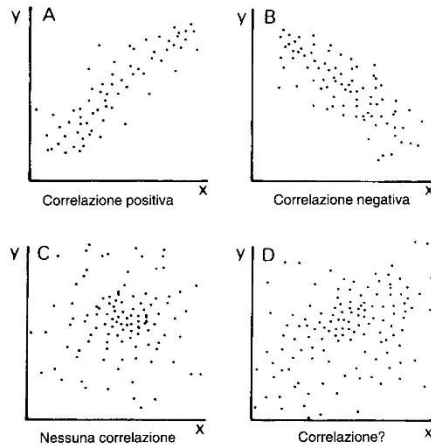 y A
x
Correlazione positiva
y B
x
Correlazione negativa
y C
x
Nessuna correlazione
y D
x
Correlazione?